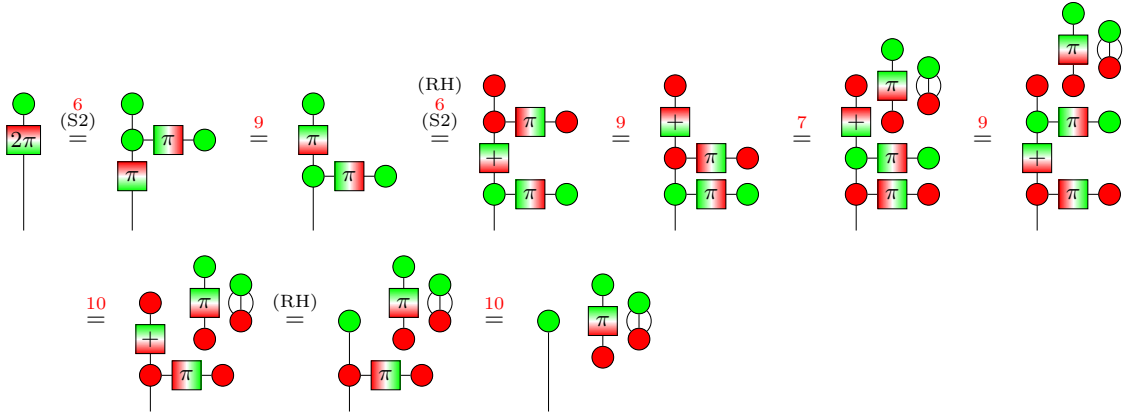 2π 6 (S2) = π π 9 = π π (RH) 6 (S2) = π + π 9 = + π π 7 = π + π π 9 = π π + π
10 = π + π (RH) = π π 10 = π